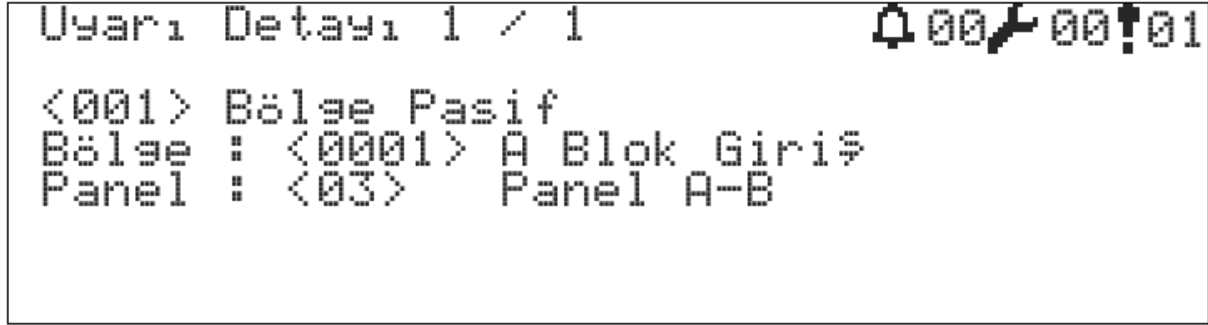 Uyarı Detayı 1 / 1 00 00 01
<001> Bölge Pasif
Bölge : <0001> A Blok Giriş
Panel : <03> Panel A-B